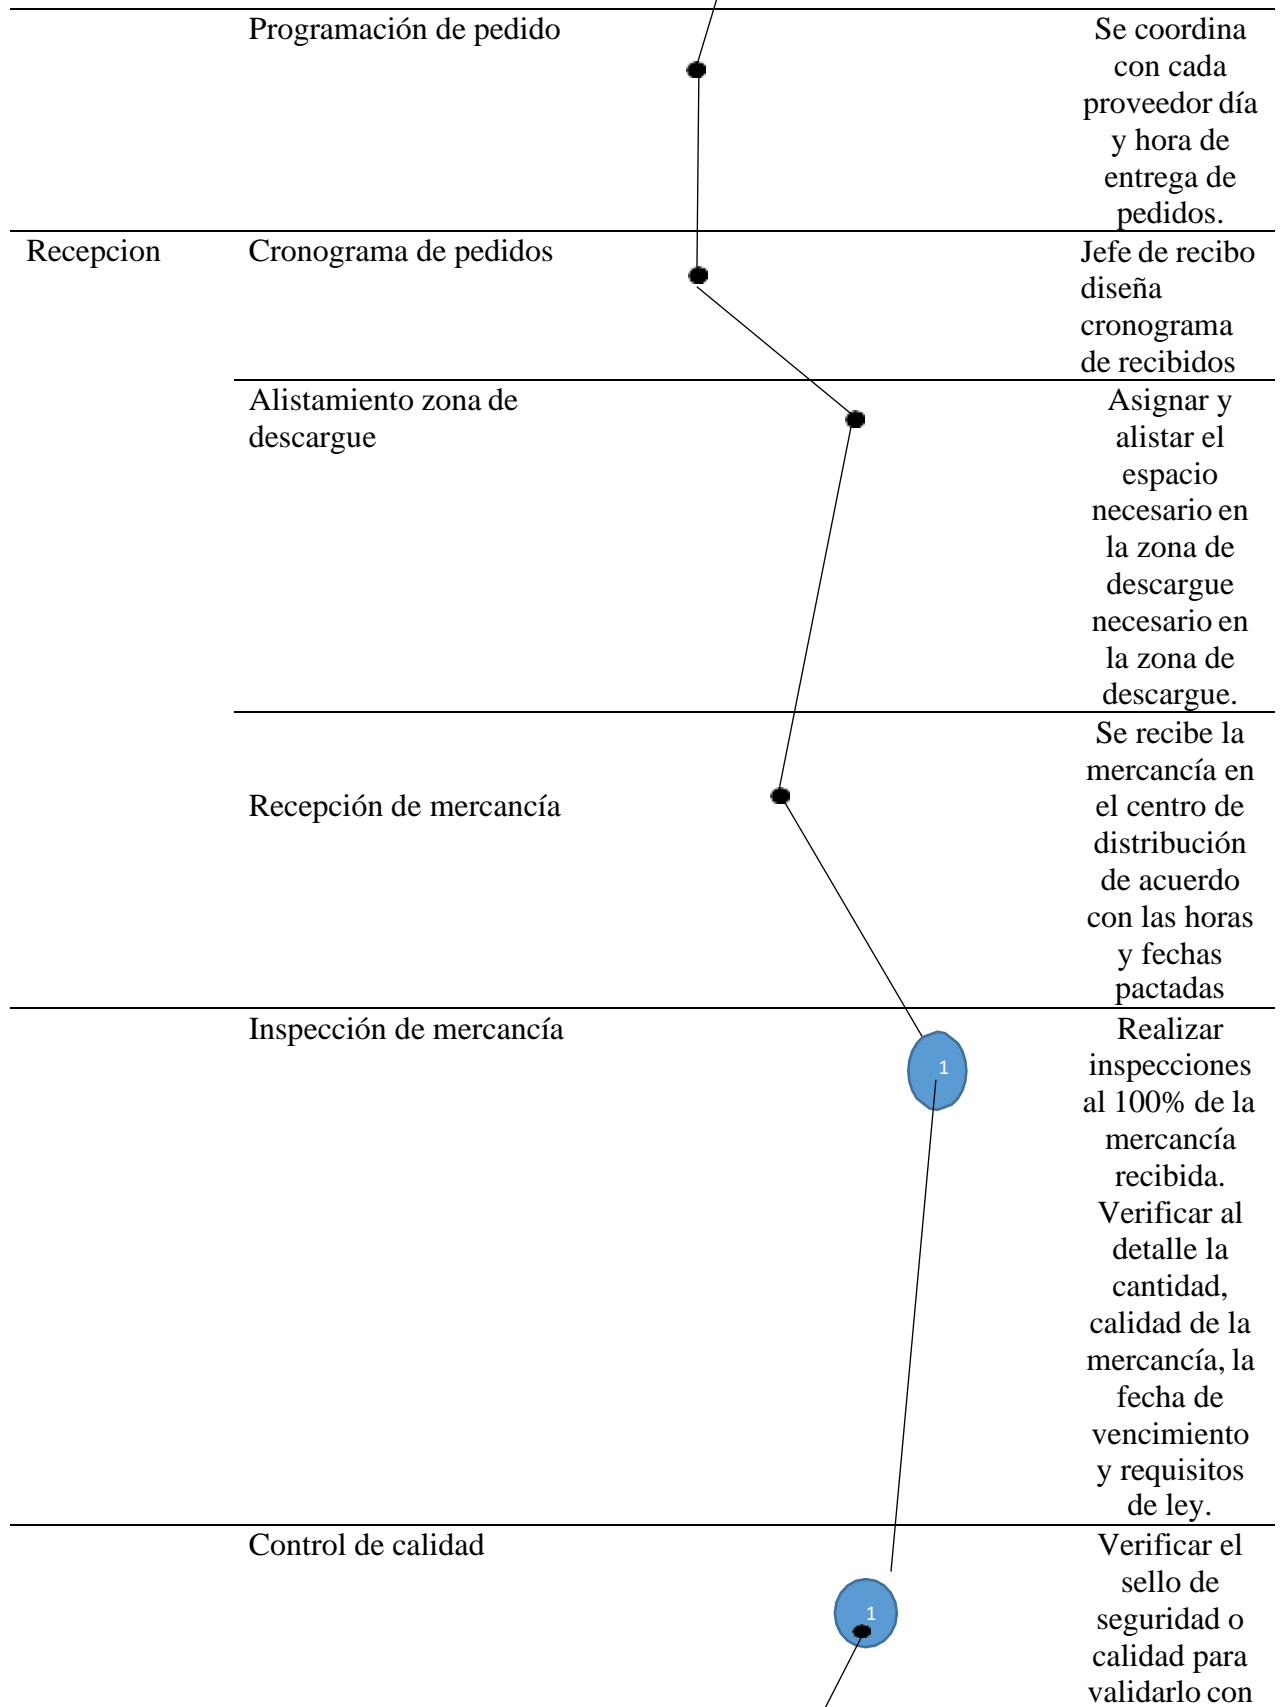 Programación de pedido
Se coordina
con cada
proveedor día
y hora de
entrega de
pedidos.
Recepcion
Cronograma de pedidos
Jefe de recibo
diseña
cronograma
de recibidos
Alistamiento zona de
descargue
Asignar y
alistar el
espacio
necesario en
la zona de
descargue
necesario en
la zona de
descargue.
Recepción de mercancía
Se recibe la
mercancía en
el centro de
distribución
de acuerdo
con las horas
y fechas
pactadas
Inspección de mercancía
1
Realizar
inspecciones
al 100% de la
mercancía
recibida.
Verificar al
detalle la
cantidad,
calidad de la
mercancía, la
fecha de
vencimiento
y requisitos
de ley.
Control de calidad
1
Verificar el
sello de
seguridad o
calidad para
validarlo con